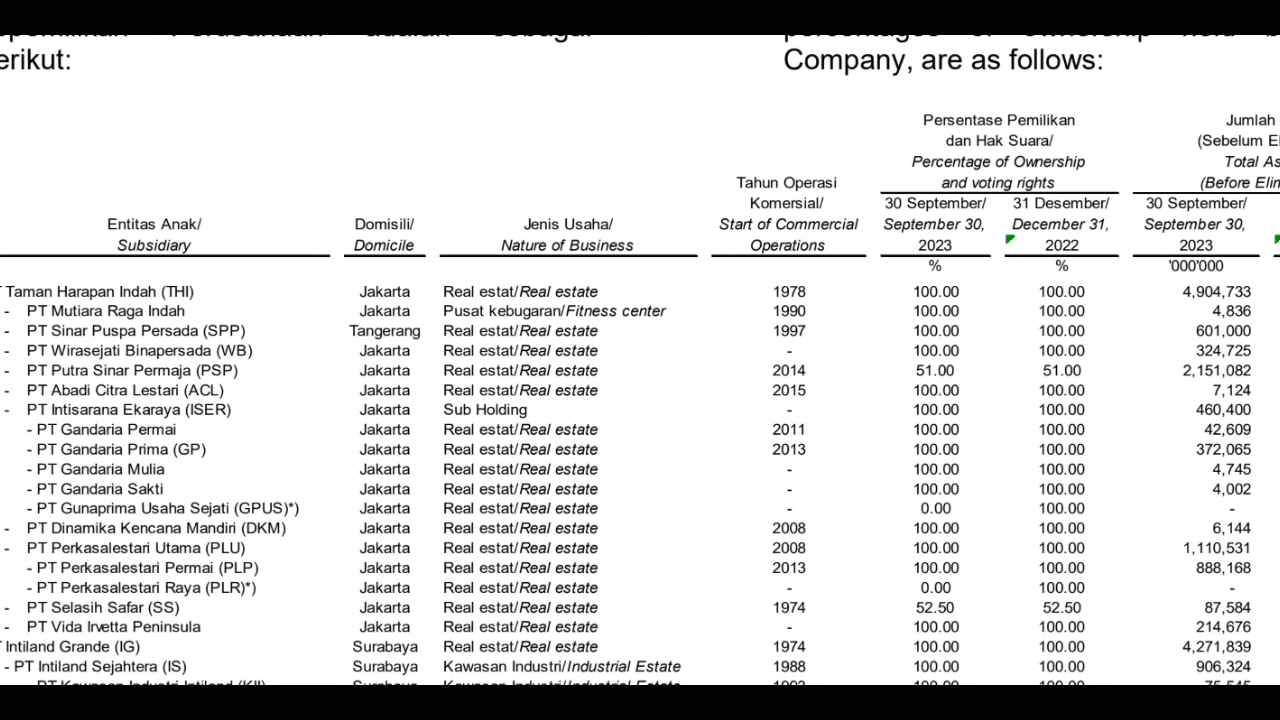 erikut:
Company, are as follows:
Persentase Pemilikan
dan Hak Suara/
Percentage of Ownership
and voting rights
Jumlah
(Sebelum El
Total As
(Before Elin
Tahun Operasi
Komersial/
Start of Commercial
Operations
Entitas Anak/
Subsidiary
Domisili/
Domicile
Jenis Usaha/
Nature of Business
30 September/
September 30,
2023
31 Desember/
December 31,
2022
30 September/
September 30,
2023
% % '000'000
Taman Harapan Indah (THI) Jakarta Real estat/Real estate 1978 100.00 100.00 4,904,733
- PT Mutiara Raga Indah Jakarta Pusat kebugaran/Fitness center 1990 100.00 100.00 4,836
- PT Sinar Puspa Persada (SPP) Tangerang Real estat/Real estate 1997 100.00 100.00 601,000
- PT Wirasejati Binapersada (WB) Jakarta Real estat/Real estate - 100.00 100.00 324,725
- PT Putra Sinar Permaja (PSP) Jakarta Real estat/Real estate 2014 51.00 51.00 2,151,082
- PT Abadi Citra Lestari (ACL) Jakarta Real estat/Real estate 2015 100.00 100.00 7,124
- PT Intisarana Ekaraya (ISER) Jakarta Sub Holding - 100.00 100.00 460,400
- PT Gandaria Permai Jakarta Real estat/Real estate 2011 100.00 100.00 42,609
- PT Gandaria Prima (GP) Jakarta Real estat/Real estate 2013 100.00 100.00 372,065
- PT Gandaria Mulia Jakarta Real estat/Real estate - 100.00 100.00 4,745
- PT Gandaria Sakti Jakarta Real estat/Real estate - 100.00 100.00 4,002
- PT Gunaprima Usaha Sejati (GPUS)*) Jakarta Real estat/Real estate - 0.00 100.00 -
- PT Dinamika Kencana Mandiri (DKM) Jakarta Real estat/Real estate 2008 100.00 100.00 6,144
- PT Perkasalestari Utama (PLU) Jakarta Real estat/Real estate 2008 100.00 100.00 1,110,531
- PT Perkasalestari Permai (PLP) Jakarta Real estat/Real estate 2013 100.00 100.00 888,168
- PT Perkasalestari Raya (PLR)*) Jakarta Real estat/Real estate - 0.00 100.00 -
- PT Selasih Safar (SS) Jakarta Real estat/Real estate 1974 52.50 52.50 87,584
- PT Vida Irvetta Peninsula Jakarta Real estat/Real estate - 100.00 100.00 214,676
Intiland Grande (IG) Surabaya Real estat/Real estate 1974 100.00 100.00 4,271,839
- PT Intiland Sejahtera (IS) Surabaya Kawasan Industri/Industrial Estate 1988 100.00 100.00 906,324